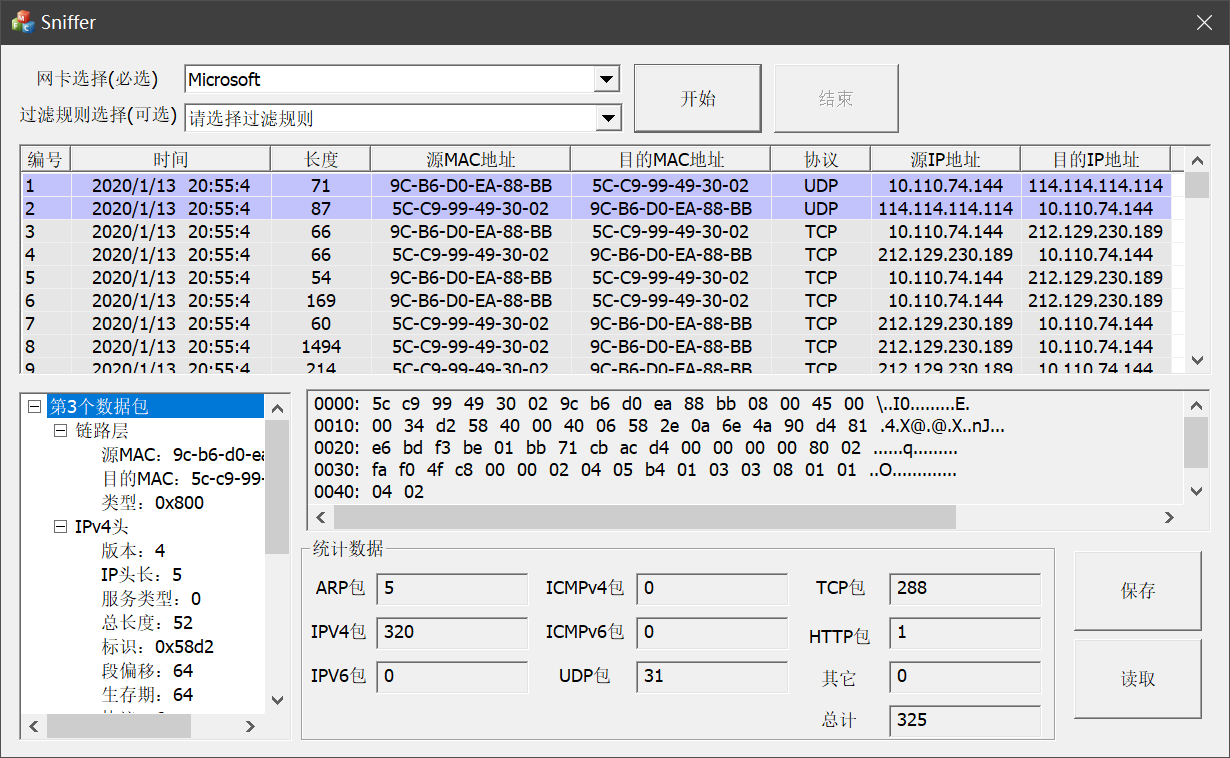 Sniffer
网卡选择(必选) Microsoft 开始 结束
过滤规则选择(可选) 请选择过滤规则
编号 时间 长度 源MAC地址 目的MAC地址 协议 源IP地址 目的IP地址
1 2020/1/13 20:55:4 71 9C-B6-D0-EA-88-BB 5C-C9-99-49-30-02 UDP 10.110.74.144 114.114.114.114
2 2020/1/13 20:55:4 87 5C-C9-99-49-30-02 9C-B6-D0-EA-88-BB UDP 114.114.114.114 10.110.74.144
3 2020/1/13 20:55:4 66 9C-B6-D0-EA-88-BB 5C-C9-99-49-30-02 TCP 10.110.74.144 212.129.230.189
4 2020/1/13 20:55:4 66 5C-C9-99-49-30-02 9C-B6-D0-EA-88-BB TCP 212.129.230.189 10.110.74.144
5 2020/1/13 20:55:4 54 9C-B6-D0-EA-88-BB 5C-C9-99-49-30-02 TCP 10.110.74.144 212.129.230.189
6 2020/1/13 20:55:4 169 9C-B6-D0-EA-88-BB 5C-C9-99-49-30-02 TCP 10.110.74.144 212.129.230.189
7 2020/1/13 20:55:4 60 5C-C9-99-49-30-02 9C-B6-D0-EA-88-BB TCP 212.129.230.189 10.110.74.144
8 2020/1/13 20:55:4 1494 5C-C9-99-49-30-02 9C-B6-D0-EA-88-BB TCP 212.129.230.189 10.110.74.144
9 2020/1/13 20:55:4 214 5C-C9-99-49-30-02 9C-B6-D0-EA-88-BB TCP 212.129.230.189 10.110.74.144
第3个数据包
链路层
源MAC：9c-b6-d0-ea
目的MAC：5c-c9-99-
类型：0x800
IPv4头
版本：4
IP头长：5
服务类型：0
总长度：52
标识：0x58d2
段偏移：64
生存期：64
0000: 5c c9 99 49 30 02 9c b6 d0 ea 88 bb 08 00 45 00 \..I0.........E.
0010: 00 34 d2 58 40 00 40 06 58 2e 0a 6e 4a 90 d4 81 .4.X@.@.X..nJ...
0020: e6 bd f3 be 01 bb 71 cb ac d4 00 00 00 00 80 02 ......q.........
0030: fa f0 4f c8 00 00 02 04 05 b4 01 03 03 08 01 01 ..O.............
0040: 04 02
统计数据
ARP包 5 ICMPv4包 0 TCP包 288
IPV4包 320 ICMPv6包 0 HTTP包 1
IPV6包 0 UDP包 31 其它 0
总计 325
保存
读取